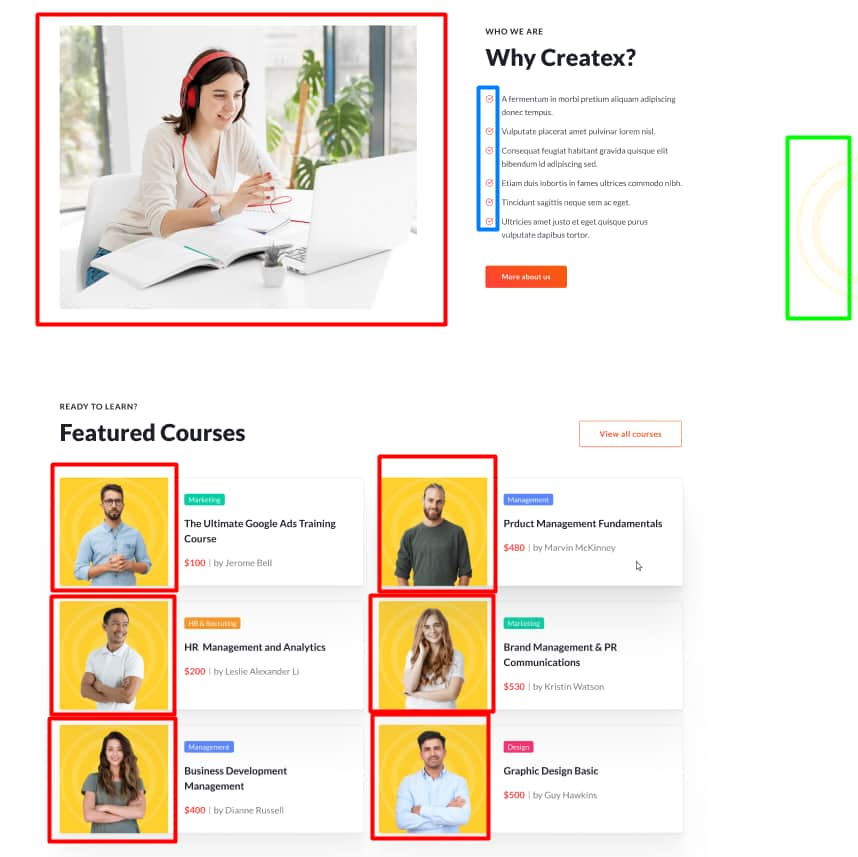 WHO WE ARE
Why Createx?
A fermentum in morbi pretium aliquam adipiscing
donec tempus.
Vulputate placerat amet pulvinar lorem nisl.
Consequat feugiat habitant gravida quisque elit
bibendum id adipiscing sed.
Etiam duis lobortis in fames ultrices commodo nibh.
Tincidunt sagittis neque sem ac eget.
Ultricies amet justo et eget quisque purus
vulputate dapibus tortor.
More about us
READY TO LEARN?
Featured Courses
View all courses
Marketing
The Ultimate Google Ads Training
Course
$100 | by Jerome Bell
Management
Prduct Management Fundamentals
$480 | by Marvin McKinney
HR & Recruting
HR Management and Analytics
$200 | by Leslie Alexander Li
Marketing
Brand Management & PR
Communications
$530 | by Kristin Watson
Management
Business Development
Management
$400 | by Dianne Russell
Design
Graphic Design Basic
$500 | by Guy Hawkins